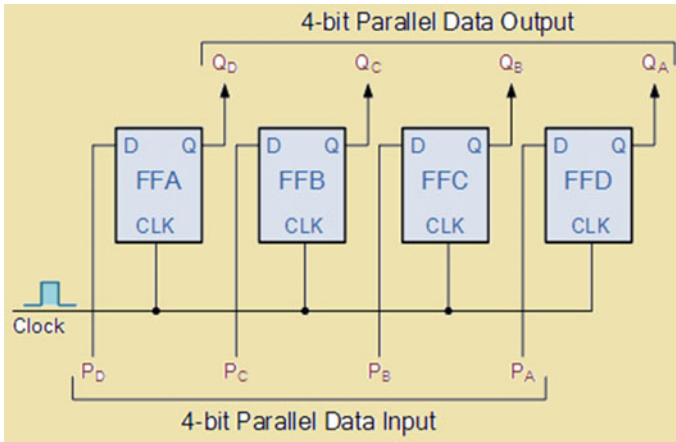 4-bit Parallel Data Output
QD QC QB QA
D Q D Q D Q D Q
FFA FFB FFC FFD
CLK CLK CLK CLK
Clock
PD PC PB PA
4-bit Parallel Data Input